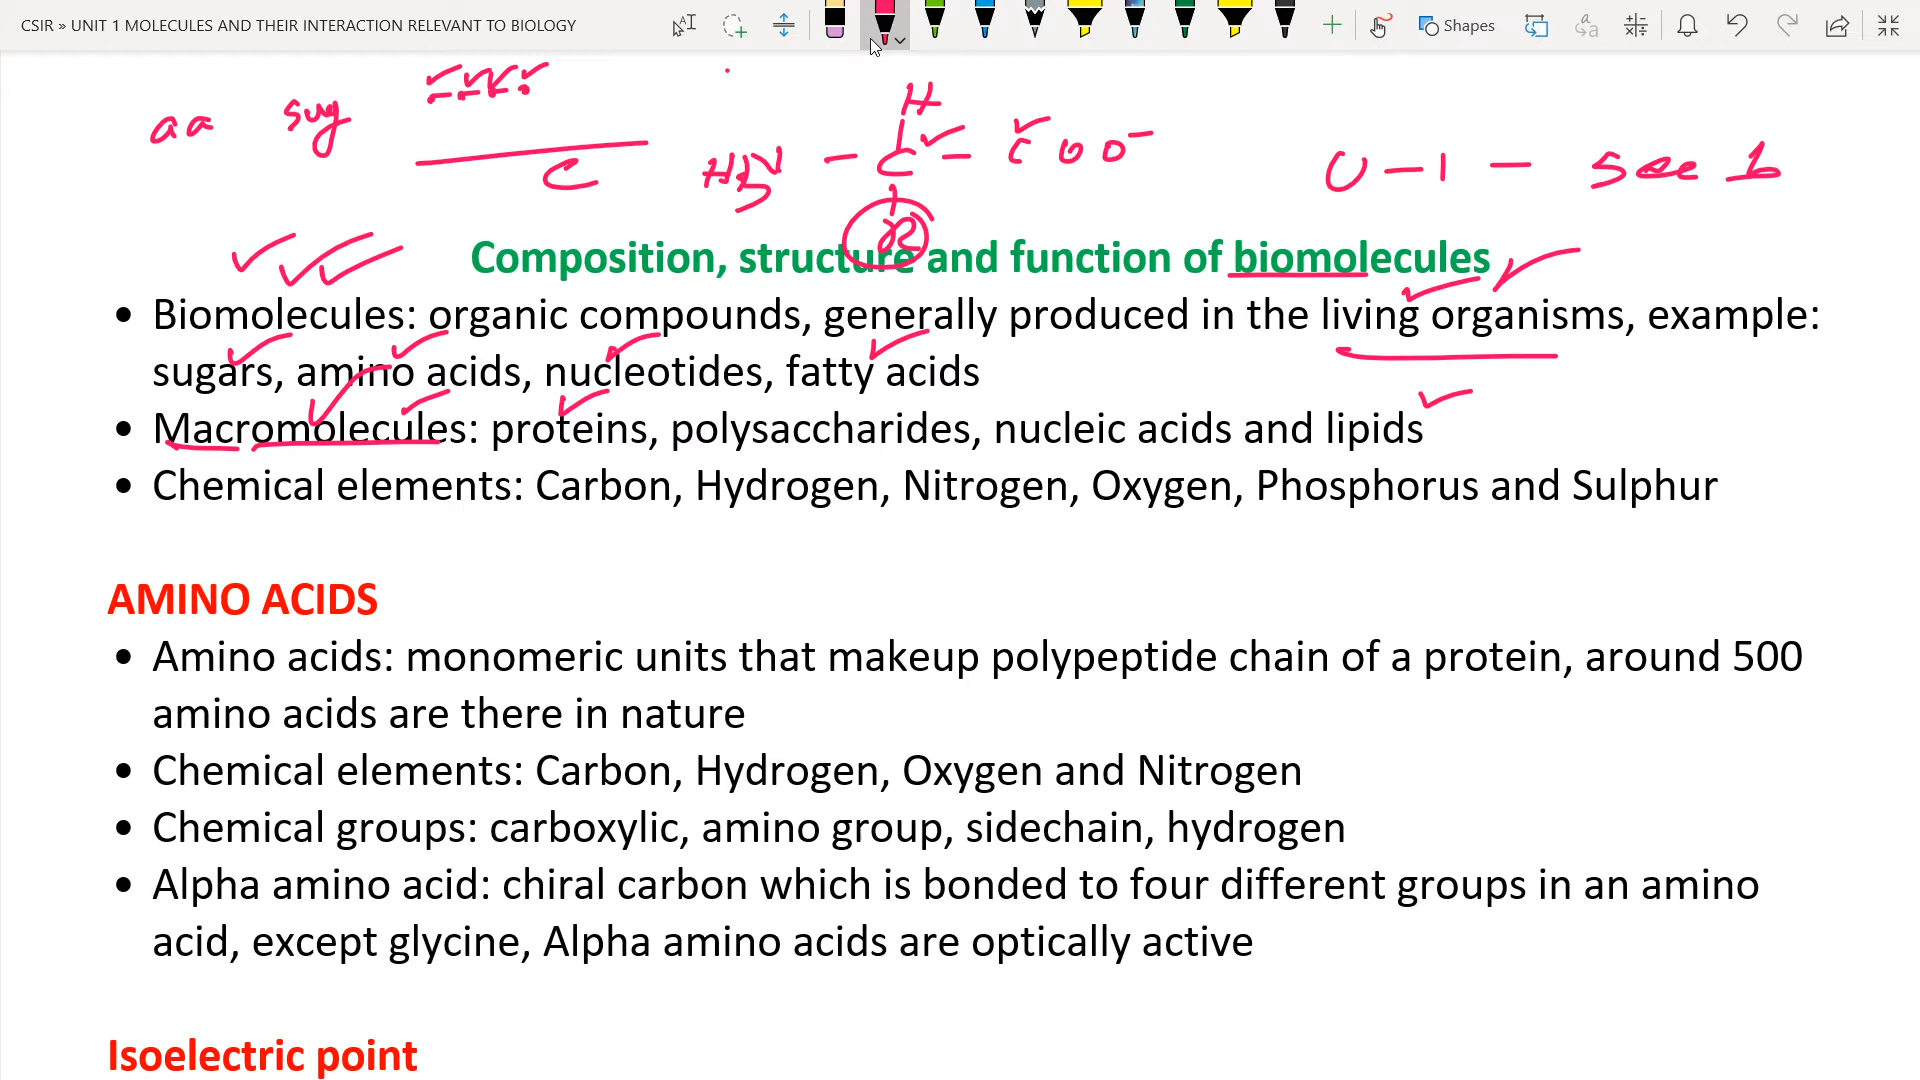 CSIR » UNIT 1 MOLECULES AND THEIR INTERACTION RELEVANT TO BIOLOGY
Shapes
aa sug
C
H
H3N – C – COO–
R
U – 1 – Sec 1
Composition, structure and function of biomolecules
• Biomolecules: organic compounds, generally produced in the living organisms, example:
sugars, amino acids, nucleotides, fatty acids
• Macromolecules: proteins, polysaccharides, nucleic acids and lipids
• Chemical elements: Carbon, Hydrogen, Nitrogen, Oxygen, Phosphorus and Sulphur
AMINO ACIDS
• Amino acids: monomeric units that makeup polypeptide chain of a protein, around 500
amino acids are there in nature
• Chemical elements: Carbon, Hydrogen, Oxygen and Nitrogen
• Chemical groups: carboxylic, amino group, sidechain, hydrogen
• Alpha amino acid: chiral carbon which is bonded to four different groups in an amino
acid, except glycine, Alpha amino acids are optically active
Isoelectric point